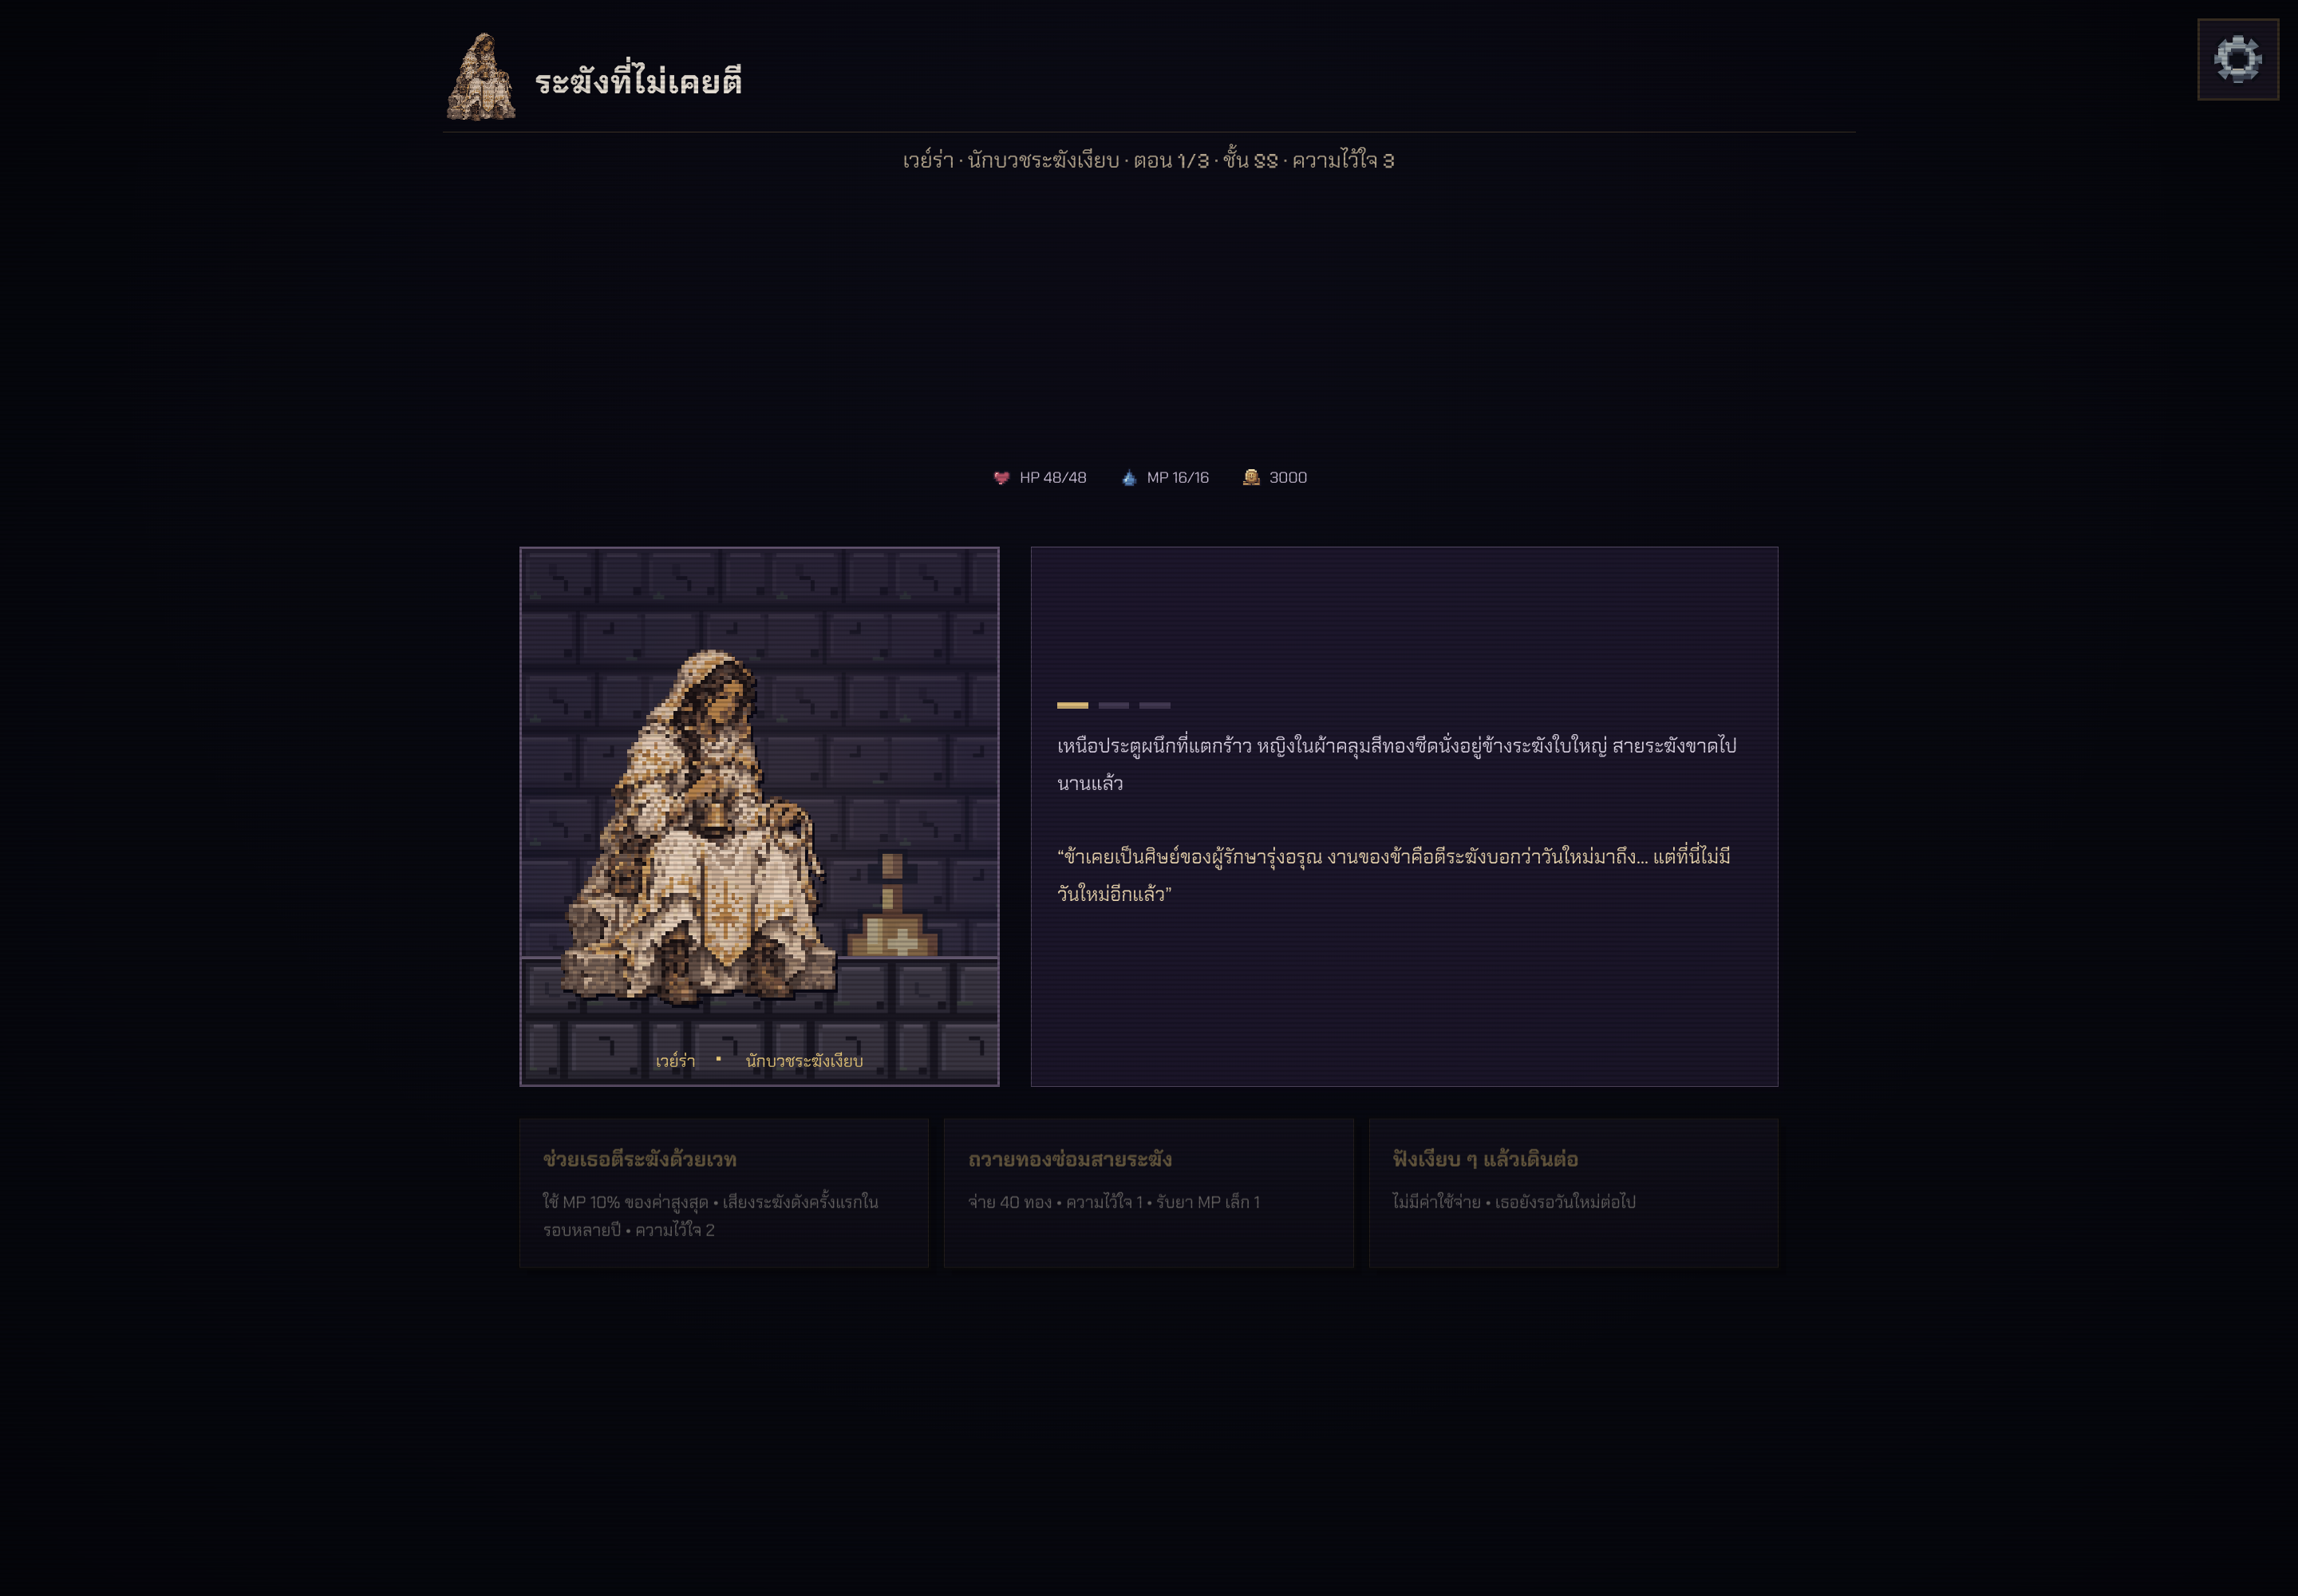 ระฆังที่ไม่เคยตี
เวย์ร่า · นักบวชระฆังเงียบ · ตอน 1/3 · ชั้น SS · ความไว้ใจ 3
HP 48/48 MP 16/16 3000
เหนือประตูผนึกที่แตกร้าว หญิงในผ้าคลุมสีทองซีดนั่งอยู่ข้างระฆังใบใหญ่ สายระฆังขาดไป
นานแล้ว
“ข้าเคยเป็นศิษย์ของผู้รักษารุ่งอรุณ งานของข้าคือตีระฆังบอกว่าวันใหม่มาถึง... แต่ที่นี่ไม่มี
วันใหม่อีกแล้ว”
เวย์ร่า ▪ นักบวชระฆังเงียบ
ช่วยเธอตีระฆังด้วยเวท
ใช้ MP 10% ของค่าสูงสุด • เสียงระฆังดังครั้งแรกใน
รอบหลายปี • ความไว้ใจ 2
ถวายทองซ่อมสายระฆัง
จ่าย 40 ทอง • ความไว้ใจ 1 • รับยา MP เล็ก 1
ฟังเงียบ ๆ แล้วเดินต่อ
ไม่มีค่าใช้จ่าย • เธอยังรอวันใหม่ต่อไป